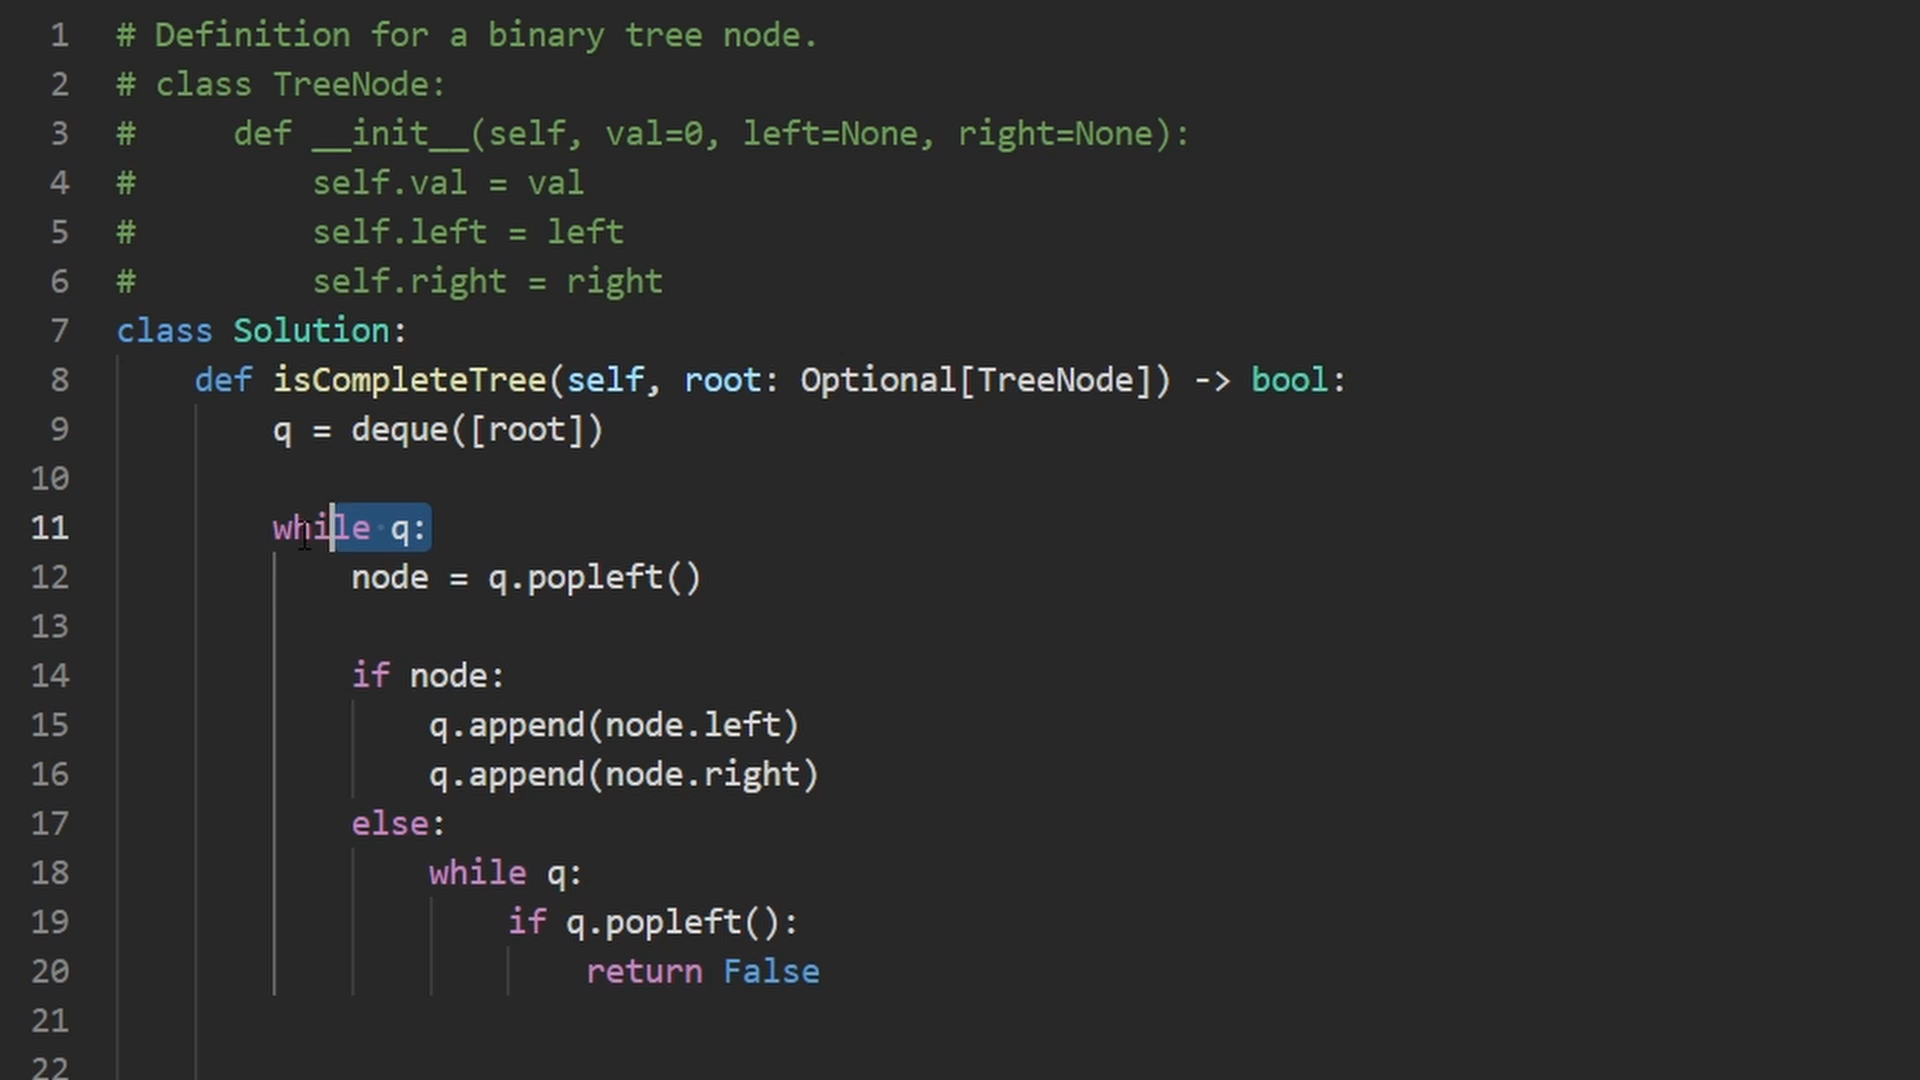 1 # Definition for a binary tree node.
2 # class TreeNode:
3 #     def __init__(self, val=0, left=None, right=None):
4 #         self.val = val
5 #         self.left = left
6 #         self.right = right
7 class Solution:
8     def isCompleteTree(self, root: Optional[TreeNode]) -> bool:
9         q = deque([root])
10
11         while q:
12             node = q.popleft()
13
14             if node:
15                 q.append(node.left)
16                 q.append(node.right)
17             else:
18                 while q:
19                     if q.popleft():
20                         return False
21
22